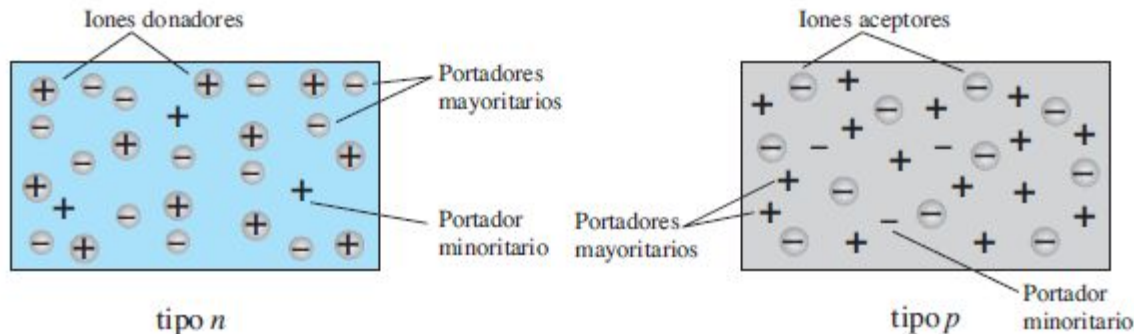 Iones donadores
Portadores
mayoritarios
Portador
minoritario
tipo n
Iones aceptores
Portadores
mayoritarios
Portador
minoritario
tipo p